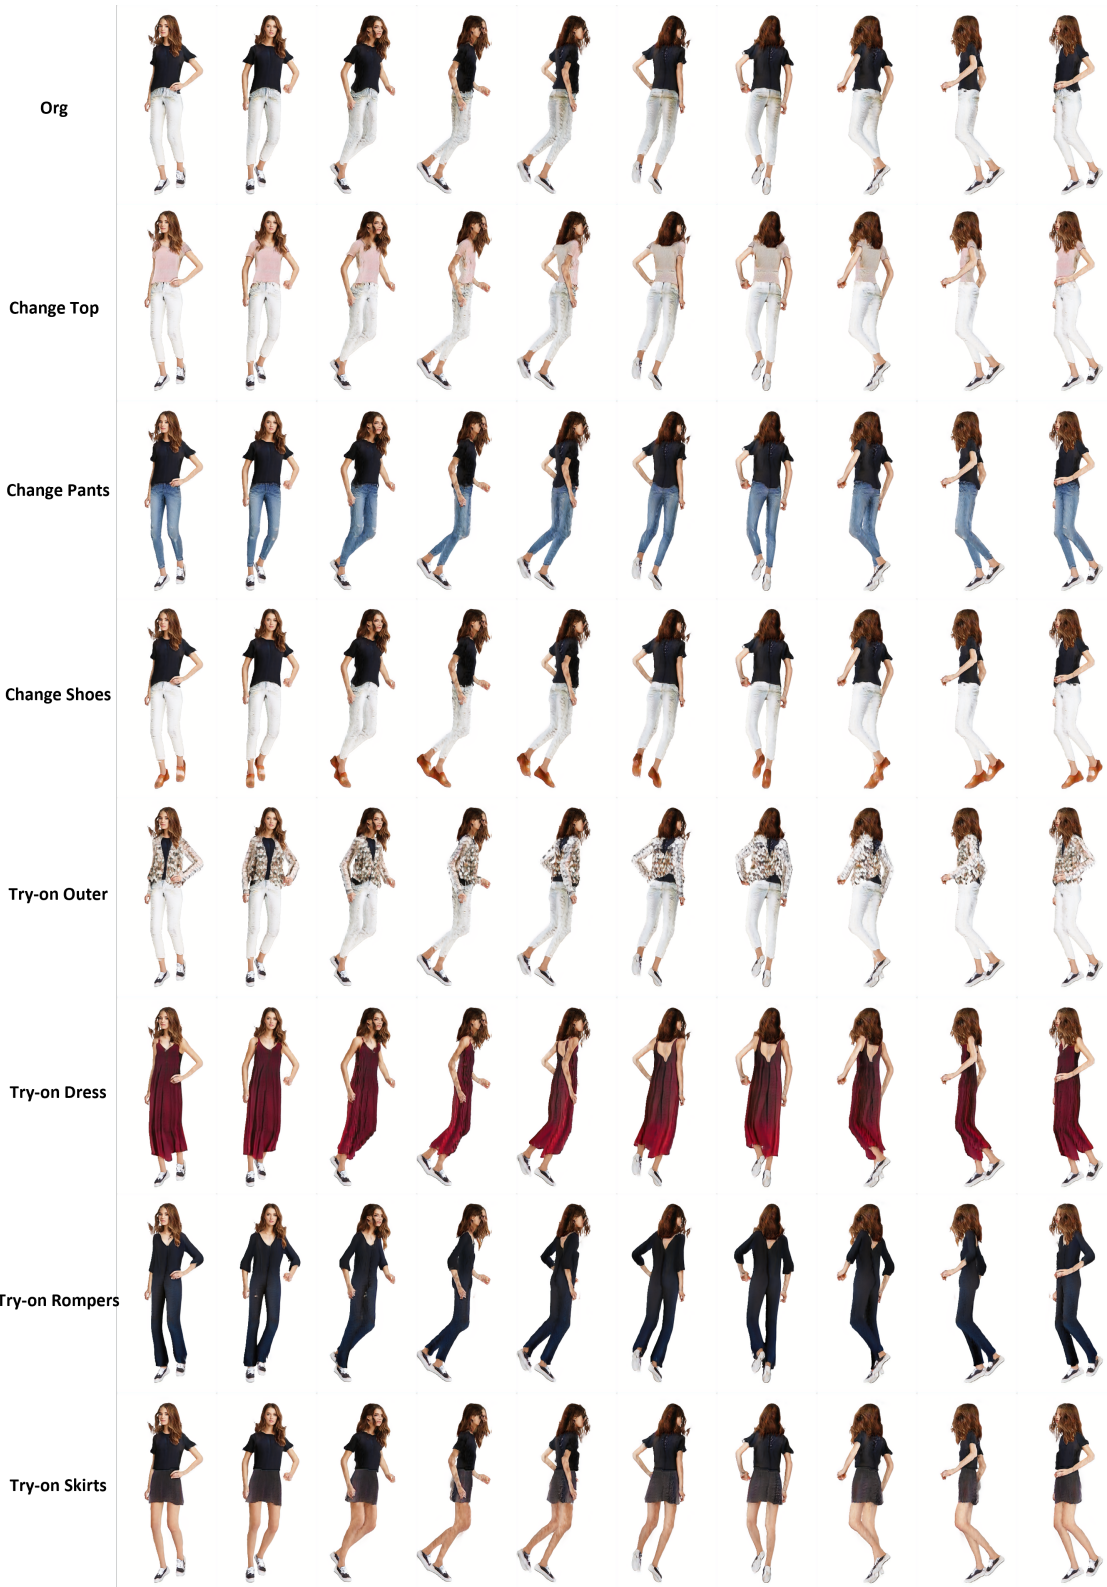 Org
Change Top
Change Pants
Change Shoes
Try-on Outer
Try-on Dress
Try-on Rompers
Try-on Skirts